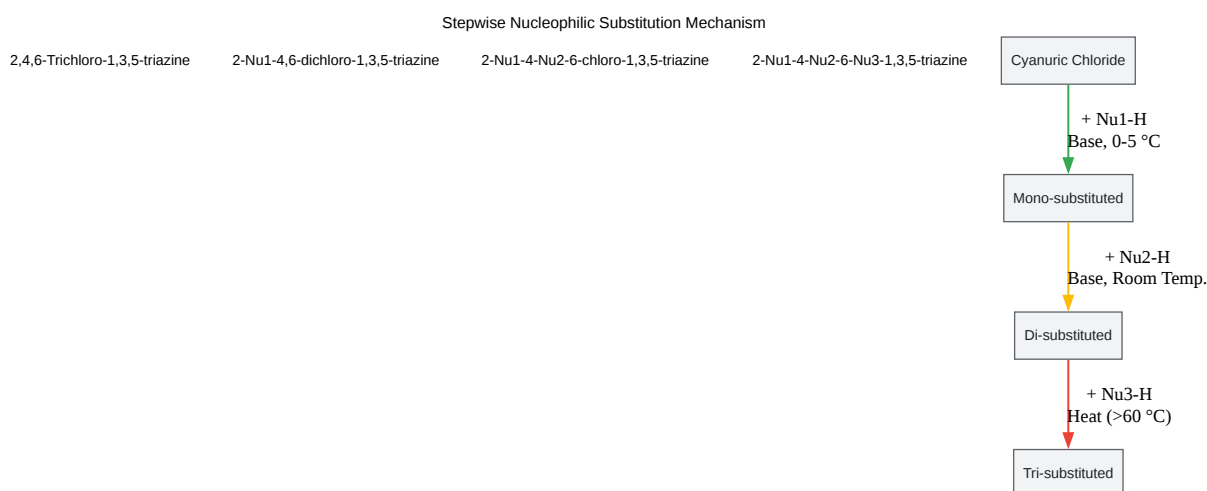 Stepwise Nucleophilic Substitution Mechanism
2,4,6-Trichloro-1,3,5-triazine
2-Nu1-4,6-dichloro-1,3,5-triazine
2-Nu1-4-Nu2-6-chloro-1,3,5-triazine
2-Nu1-4-Nu2-6-Nu3-1,3,5-triazine
Cyanuric Chloride
+ Nu1-H
Base, 0-5 °C
Mono-substituted
+ Nu2-H
Base, Room Temp.
Di-substituted
+ Nu3-H
Heat (>60 °C)
Tri-substituted